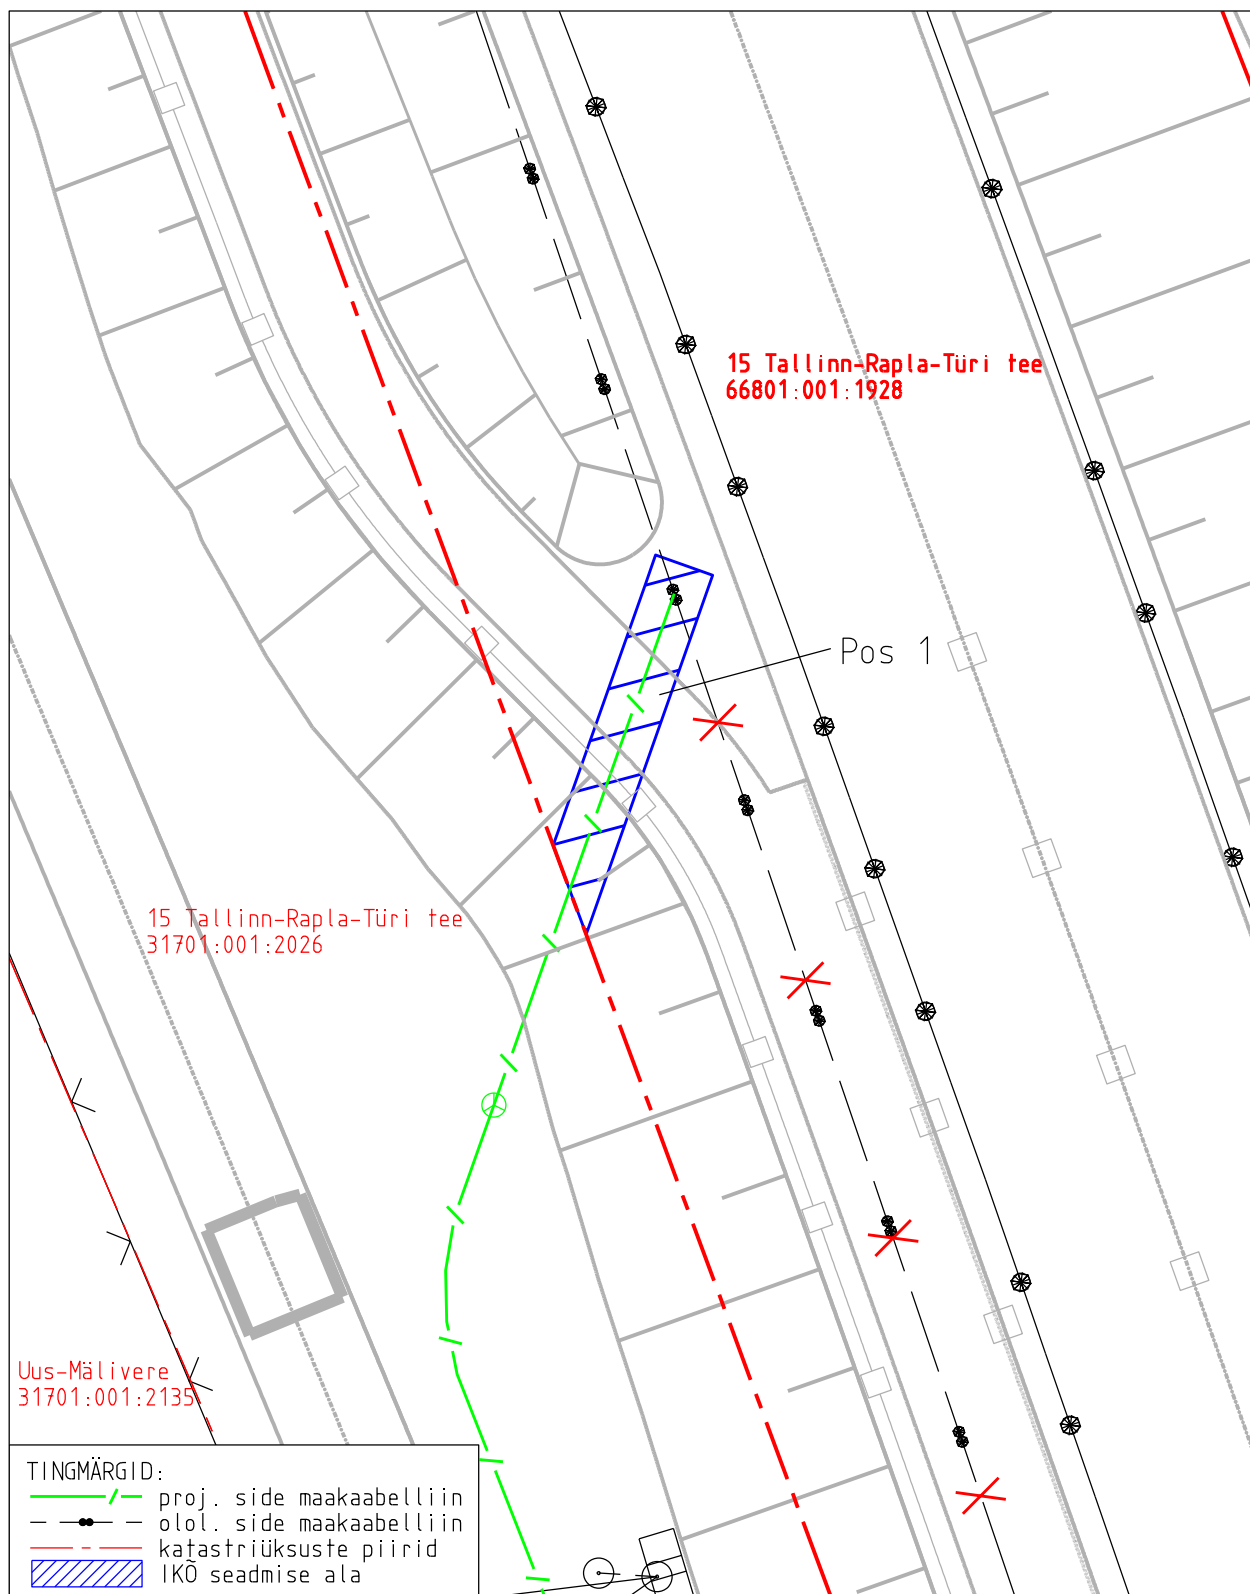 15 Tallinn-Rapla-Türi tee
66801:001:1928
Pos 1
15 Tallinn-Rapla-Türi tee
31701:001:2026
Uus-Mälivere
31701:001:2135
TINGMÄRGID:
proj. side maakaabelliin
olol. side maakaabelliin
katastriüksuste piirid
IKÕ seadmise ala